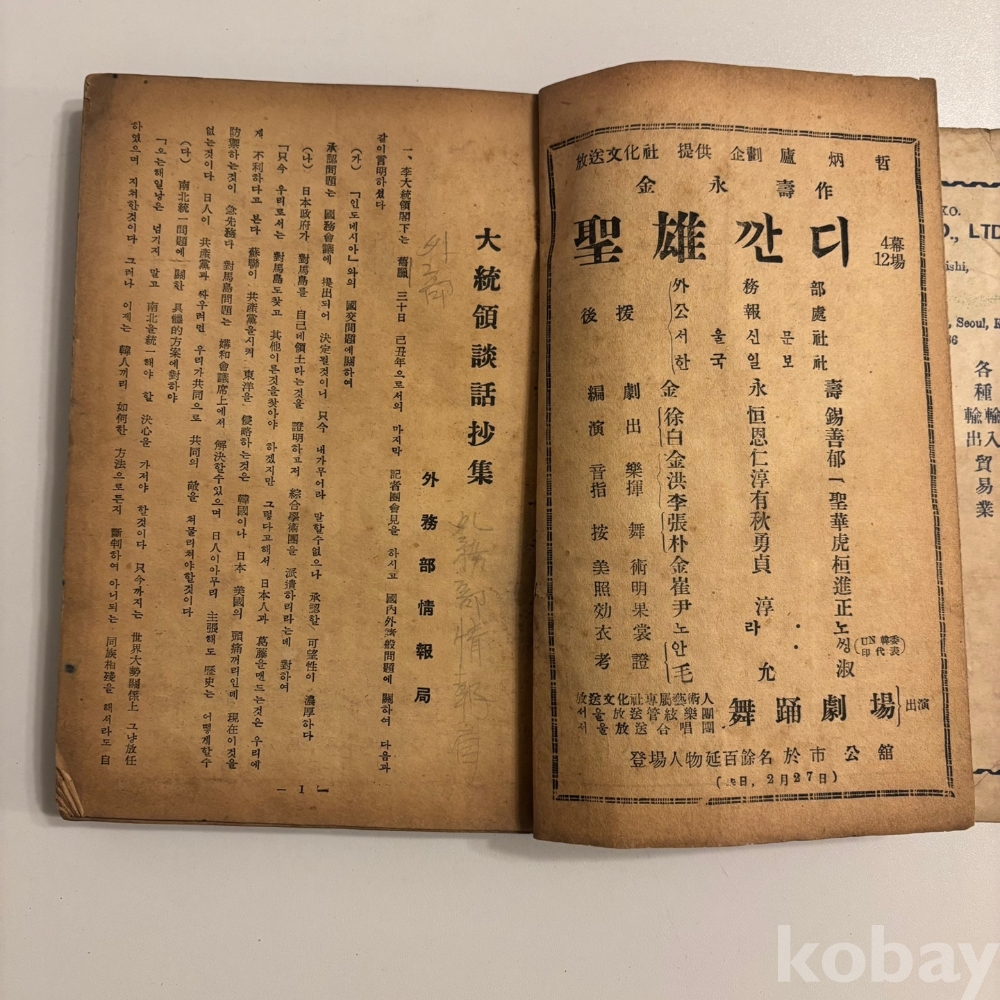 放送文化社 提供 企劃 廬炳哲
金永壽作
聖雄깐디 4幕12場
後援
外務部
公報處
서울신문社
한국일보社
編劇 金永壽
演出 徐恒錫
音樂 白恩善
指揮 金仁郁
洪淳一
按舞 李有聖
張秋華
美術 朴勇虎
照明 金貞桓
効果 崔 進
衣裳 尹淳正
考證
노라・노
안 ・씽 (UN韓委印代表)
毛允淑
放送文化社專屬藝術人
서울放送管絃樂團
서울放送合唱團
舞踊劇場
出演
登場人物延百餘名 於市公舘
日, 2月27日)
大統領談話抄集
外務部情報局
外務部情報
一、李大統領閣下는 舊臘 三十日 己丑年으로서의 마지막 記者團會見을 하시고 國內外諸般問題에 關하여 다음과
같이言明하셨다
(가) 「인도네시아」와의 國交問題에關하여
承認問題는 國務會議에 提出되어 決定될것이니 只今 내가무어라 말할수없으나 承認할 可望性이 濃厚하다
(나) 日本政府가 對馬島를 自己네領土라는것을 證明하고저 綜合學術團을 派遣하리라는데 對하여
「只今 우리로서는 對馬島도찾고 其他이른것을찾아야 하겠지만 그렇다고해서 日本人과 葛藤을맨드는것은 우리에
게 不利하다고 본다 蘇聯이 共產黨을시켜 東洋을 侵略하는것은 韓國이나 日本 美國의 頭痛꺼리인데 現在이것을
防禦하는것이 急先務다 對馬島問題는 講和會議席上에서 解決할수있으며 日人이아무리 主張해도 歷史는 어떻게할수
없는것이다 日人이 共產黨과 싸우려면 우리가共同으로 共同의 敵을 처물리처야할것이다
(다) 南北統一問題에 關한 具體的方案에對하야
「오는해일낭은 넘기지 말고 南北을統一해야 할 決心을 가저야 할것이다 只今까지는 世界大勢關係上 그냥放任
하였으며 지처한것이다 그러나 이제는 韓人끼리 如何한 方法으로든지 斷判하여 아니되는 同族相殘을 해서라도 自
— 1 —
KO.
O., LTD
ishi,
, Seoul, K
66
各種
輸輸
出入
貿易業
kobay